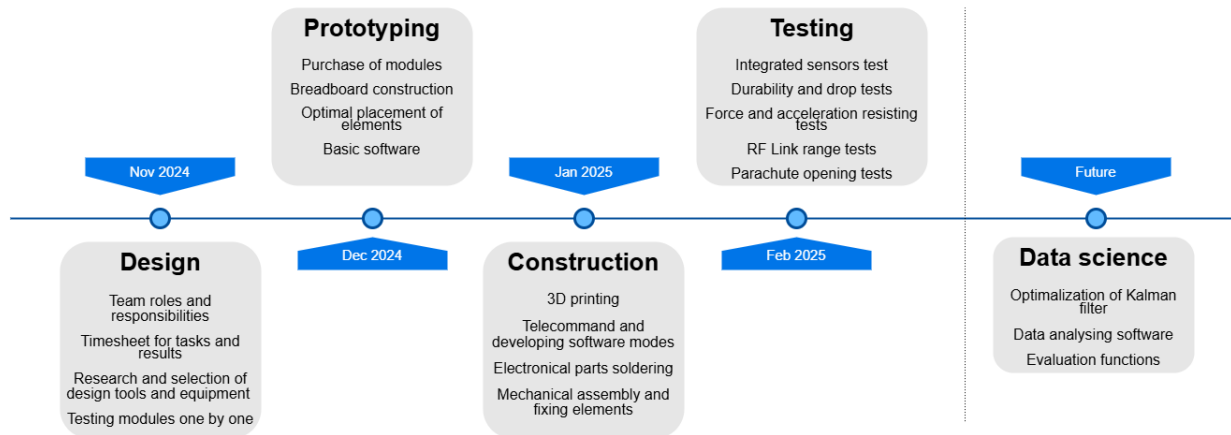 Prototyping
Purchase of modules
Breadboard construction
Optimal placement of
elements
Basic software
Testing
Integrated sensors test
Durability and drop tests
Force and acceleration resisting
tests
RF Link range tests
Parachute opening tests
Nov 2024
Jan 2025
Future
Dec 2024
Feb 2025
Design
Team roles and
responsibilities
Timesheet for tasks and
results
Research and selection of
design tools and equipment
Testing modules one by one
Construction
3D printing
Telecommand and
developing software modes
Electronical parts soldering
Mechanical assembly and
fixing elements
Data science
Optimalization of Kalman
filter
Data analysing software
Evaluation functions